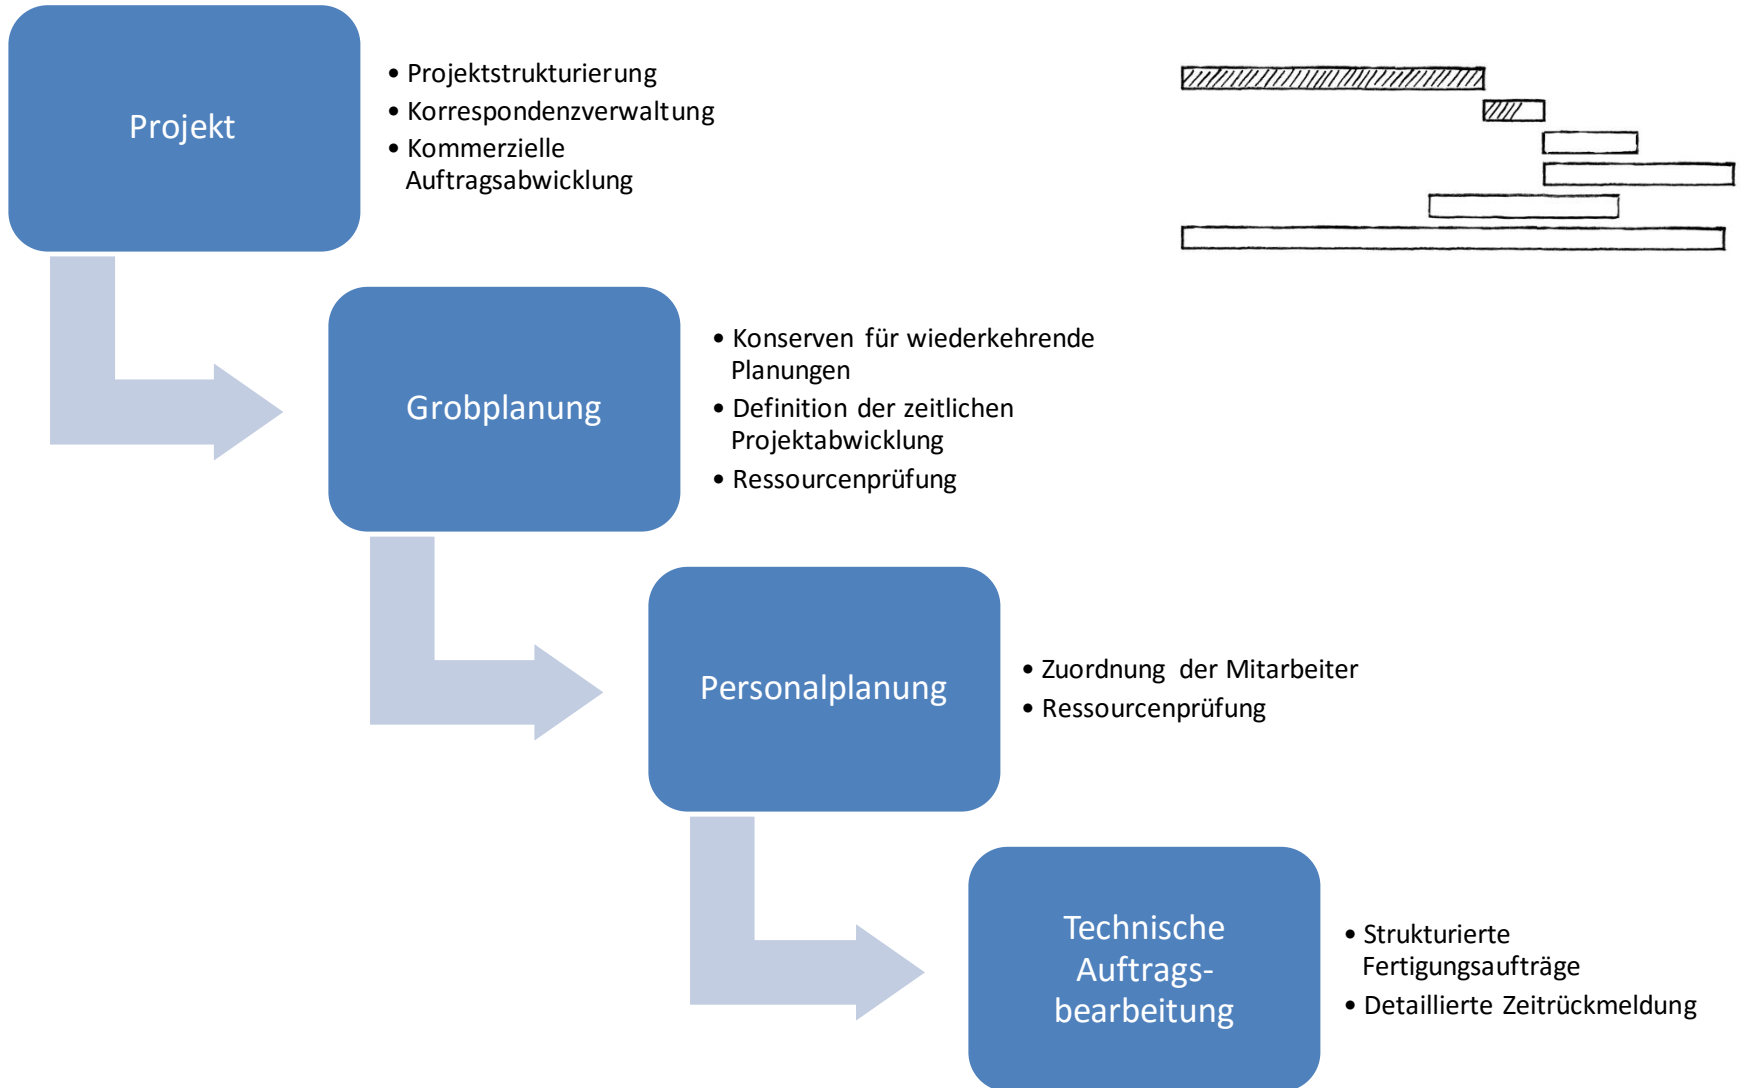 Projekt
• Projektstrukturierung
• Korrespondenzverwaltung
• Kommerzielle
Auftragsabwicklung
Grobplanung
• Konserven für wiederkehrende
Planungen
• Definition der zeitlichen
Projektabwicklung
• Ressourcenprüfung
Personalplanung
• Zuordnung der Mitarbeiter
• Ressourcenprüfung
Technische
Auftrags-
bearbeitung
• Strukturierte
Fertigungsaufträge
• Detaillierte Zeitrückmeldung